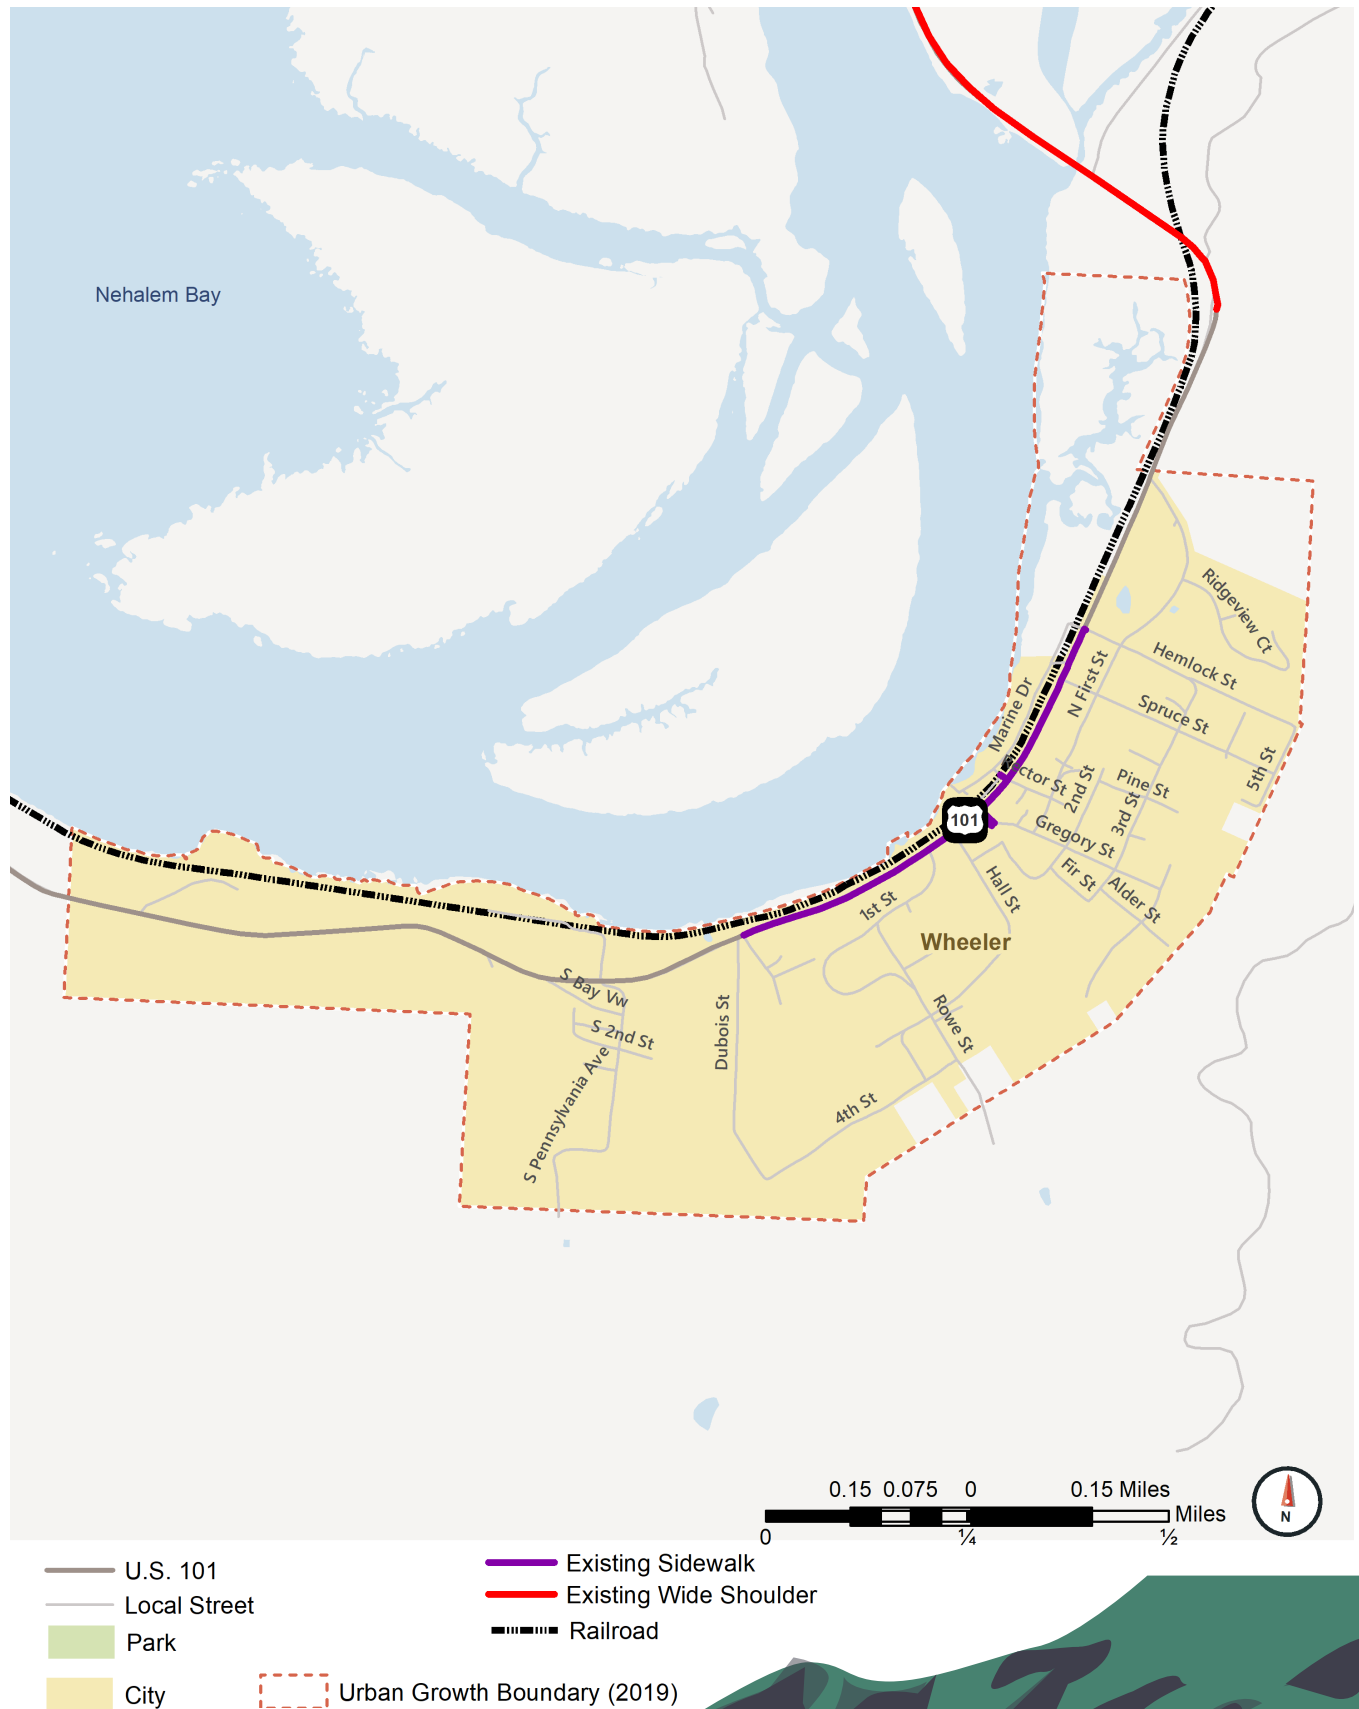 Nehalem Bay
Ridgeview Ct
Hemlock St
N First St
Spruce St
Marine Dr
5th St
ctor St
2nd St
Pine St
3rd St
101
Gregory St
Fir St
Alder St
Hall St
1st St
Wheeler
S Bay Vw
S 2nd St
Dubois St
Rowe St
S Pennsylvania Ave
4th St
0.15 0.075 0 0.15 Miles
Miles
0 ¼ ½
N
U.S. 101
Local Street
Park
City
Existing Sidewalk
Existing Wide Shoulder
Railroad
Urban Growth Boundary (2019)